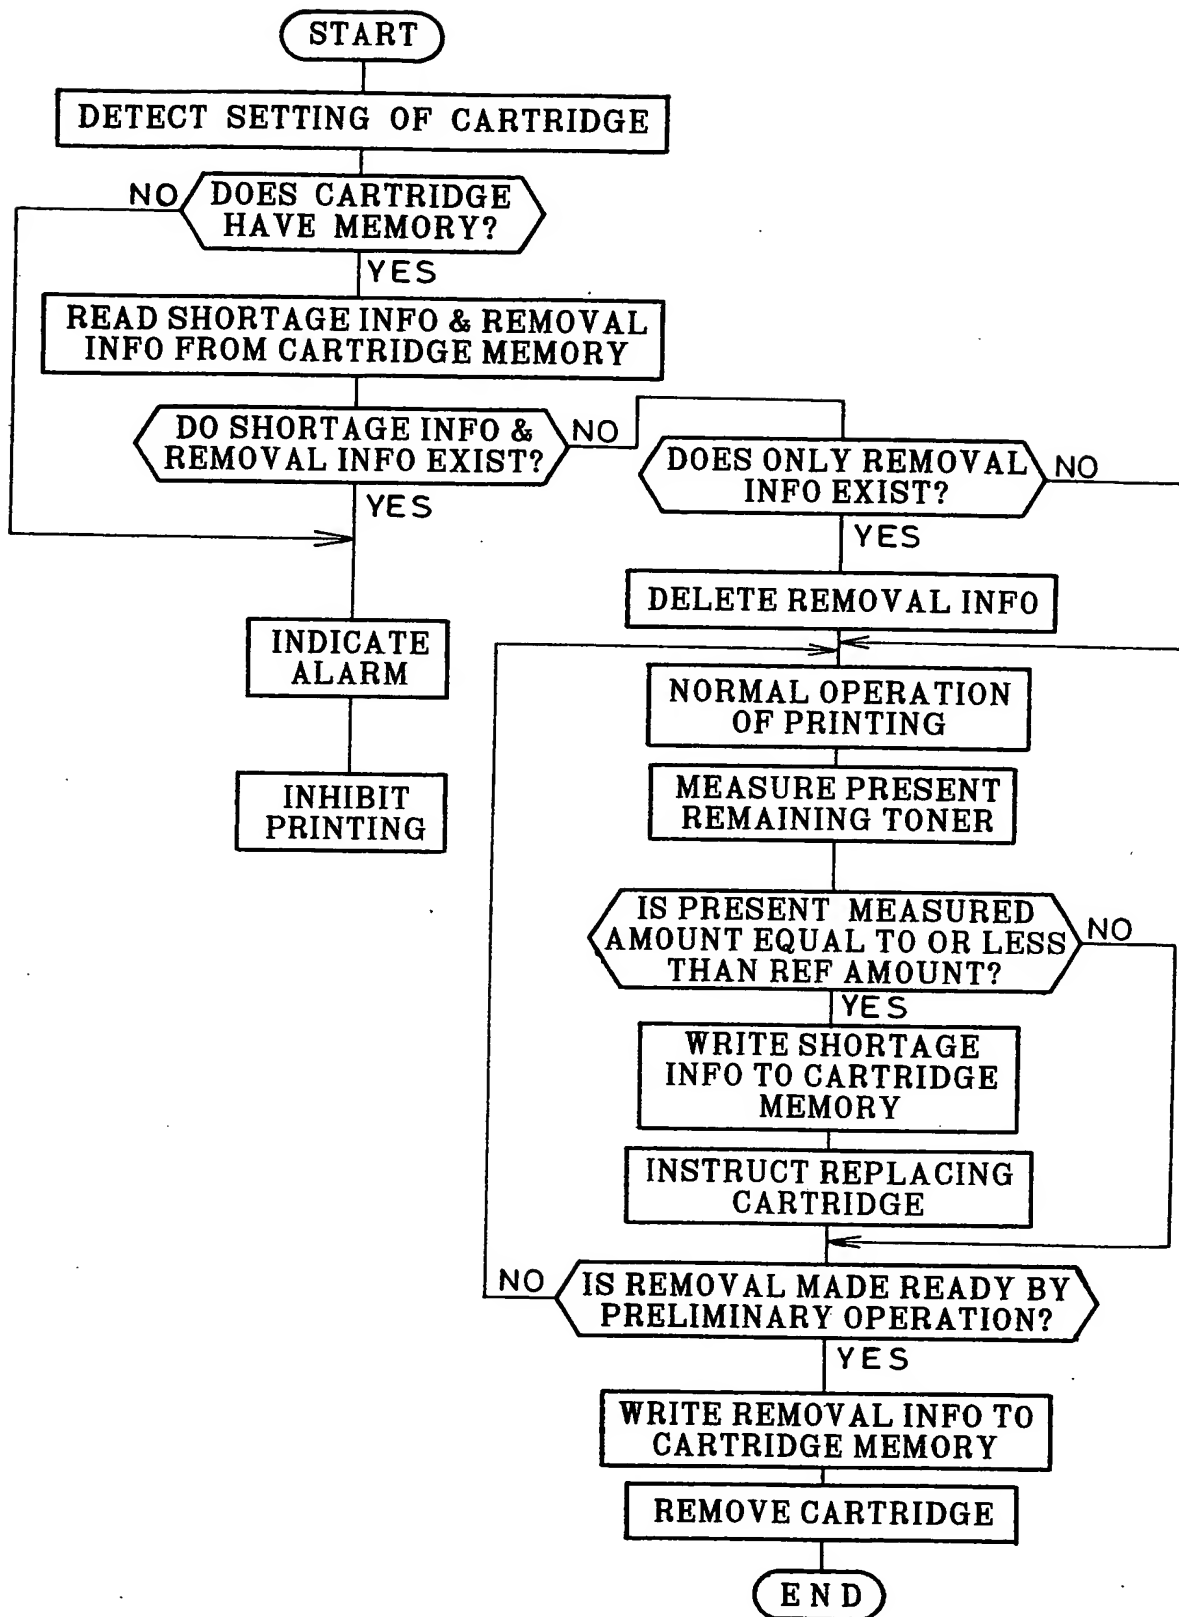 START
DETECT SETTING OF CARTRIDGE
NO
DOES CARTRIDGE
HAVE MEMORY?
YES
READ SHORTAGE INFO & REMOVAL
INFO FROM CARTRIDGE MEMORY
DO SHORTAGE INFO &
REMOVAL INFO EXIST?
NO
YES
INDICATE
ALARM
INHIBIT
PRINTING
DOES ONLY REMOVAL
INFO EXIST?
NO
YES
DELETE REMOVAL INFO
NORMAL OPERATION
OF PRINTING
MEASURE PRESENT
REMAINING TONER
IS PRESENT MEASURED
AMOUNT EQUAL TO OR LESS
THAN REF AMOUNT?
NO
YES
WRITE SHORTAGE
INFO TO CARTRIDGE
MEMORY
INSTRUCT REPLACING
CARTRIDGE
NO
IS REMOVAL MADE READY BY
PRELIMINARY OPERATION?
YES
WRITE REMOVAL INFO TO
CARTRIDGE MEMORY
REMOVE CARTRIDGE
END